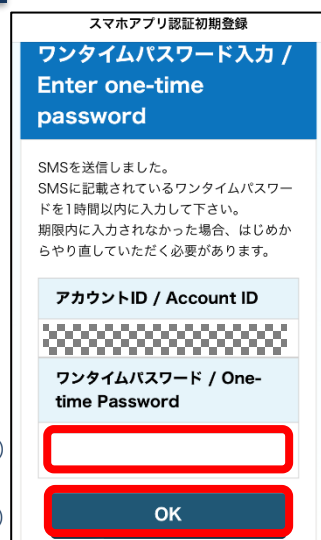 スマホアプリ認証初期登録
ワンタイムパスワード入力 /
Enter one-time
password
SMSを送信しました。
SMSに記載されているワンタイムパスワー
ドを1時間以内に入力して下さい。
期限内に入力されなかった場合、はじめか
らやり直していただく必要があります。
アカウントID / Account ID
ワンタイムパスワード / One-
time Password
)
OK
)